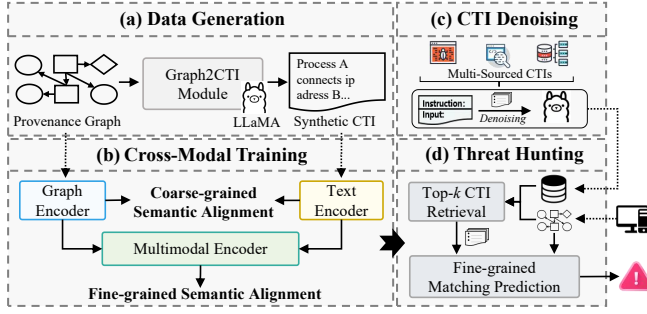 (a) Data Generation
Graph2CTI
Module
LLaMA
Process A
connects ip
adress B...
Provenance Graph
Synthetic CTI
(b) Cross-Modal Training
Graph
Encoder
Coarse-grained
Semantic Alignment
Text
Encoder
Multimodal Encoder
Fine-grained Semantic Alignment
(c) CTI Denoising
Multi-Sourced CTIs
Instruction:
Input:
Denoising
(d) Threat Hunting
Top-k CTI
Retrieval
Fine-grained
Matching Prediction